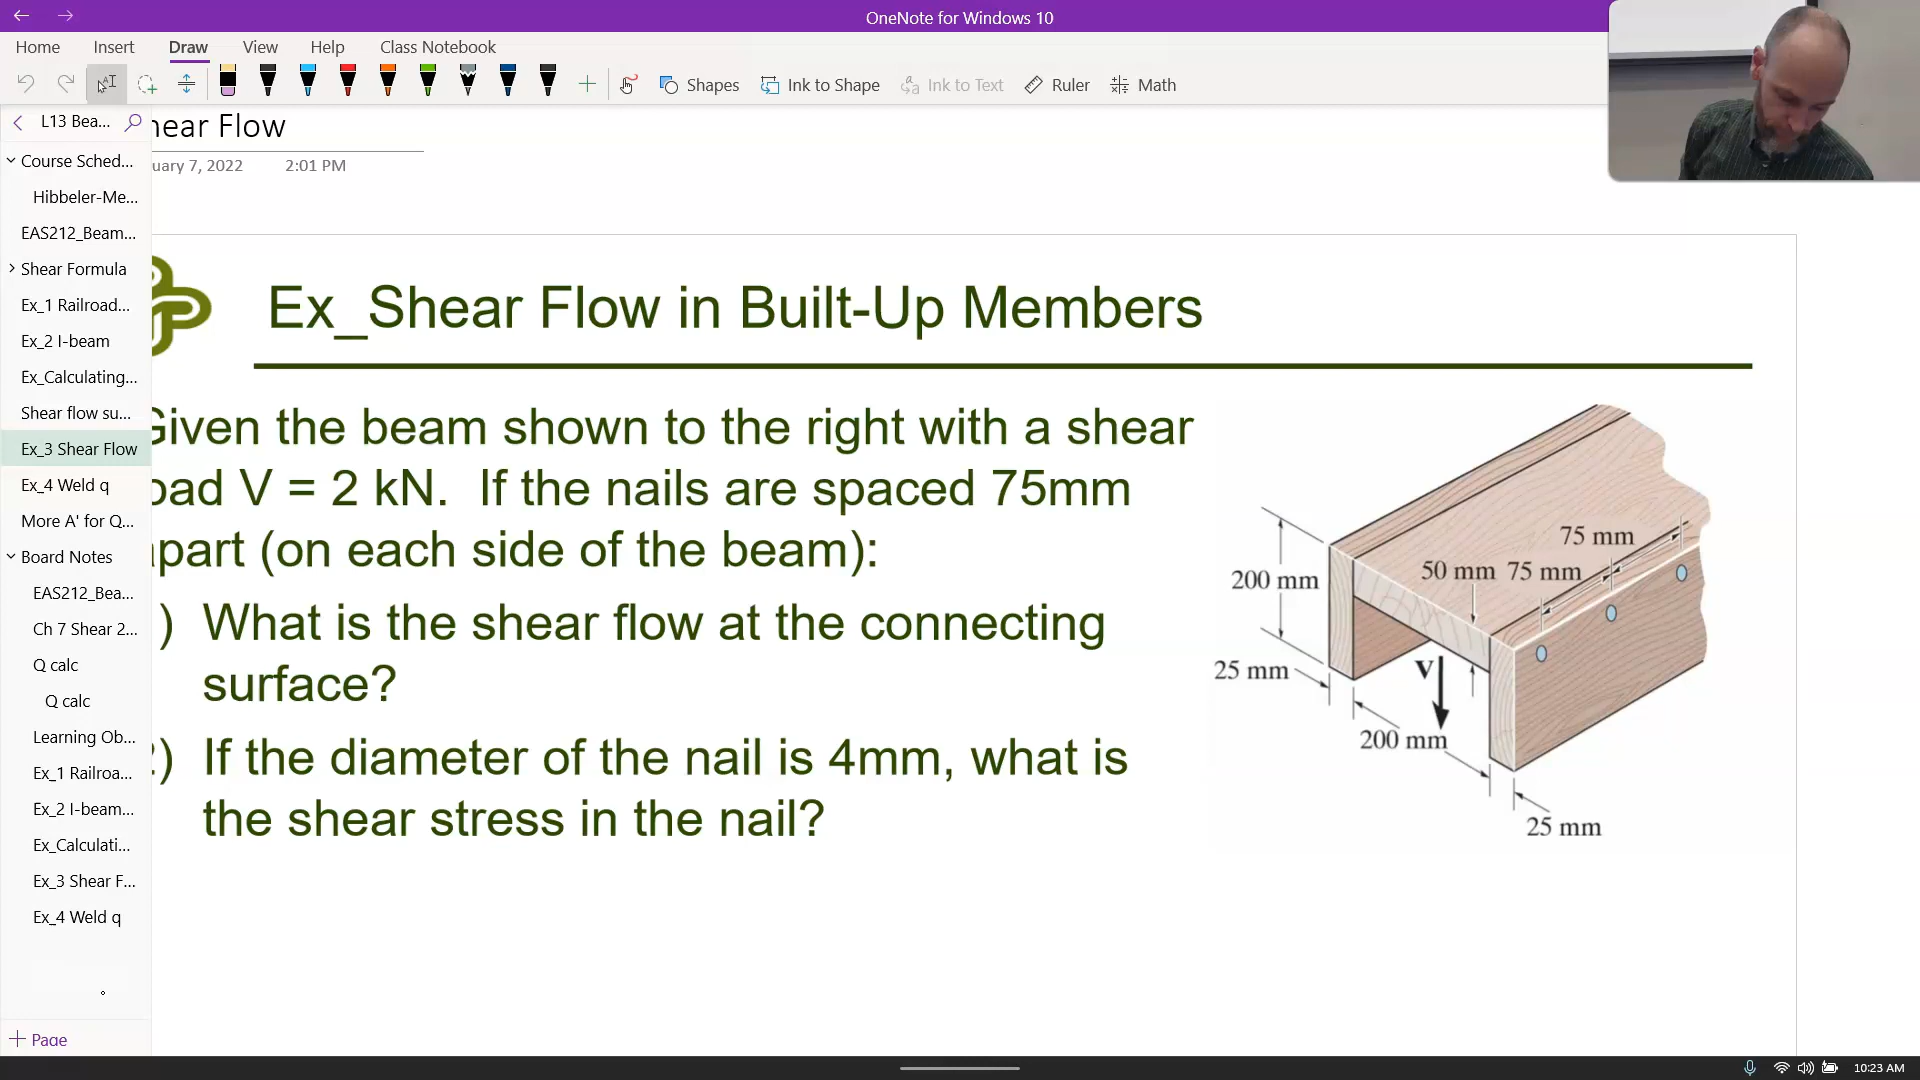 OneNote for Windows 10
Home Insert Draw View Help Class Notebook
Shapes Ink to Shape Ink to Text Ruler Math
L13 Bea...
hear Flow
uary 7, 2022 2:01 PM
Course Sched...
Hibbeler-Me...
EAS212_Beam...
Shear Formula
Ex_1 Railroad...
Ex_2 I-beam
Ex_Calculating...
Shear flow su...
Ex_3 Shear Flow
Ex_4 Weld q
More A' for Q...
Board Notes
EAS212_Bea...
Ch 7 Shear 2...
Q calc
Q calc
Learning Ob...
Ex_1 Railroa...
Ex_2 I-beam...
Ex_Calculati...
Ex_3 Shear F...
Ex_4 Weld q
Page
Ex_Shear Flow in Built-Up Members
Given the beam shown to the right with a shear
oad V = 2 kN. If the nails are spaced 75mm
part (on each side of the beam):
) What is the shear flow at the connecting
surface?
2) If the diameter of the nail is 4mm, what is
the shear stress in the nail?
75 mm
50 mm 75 mm
200 mm
25 mm
V
200 mm
25 mm
10:23 AM